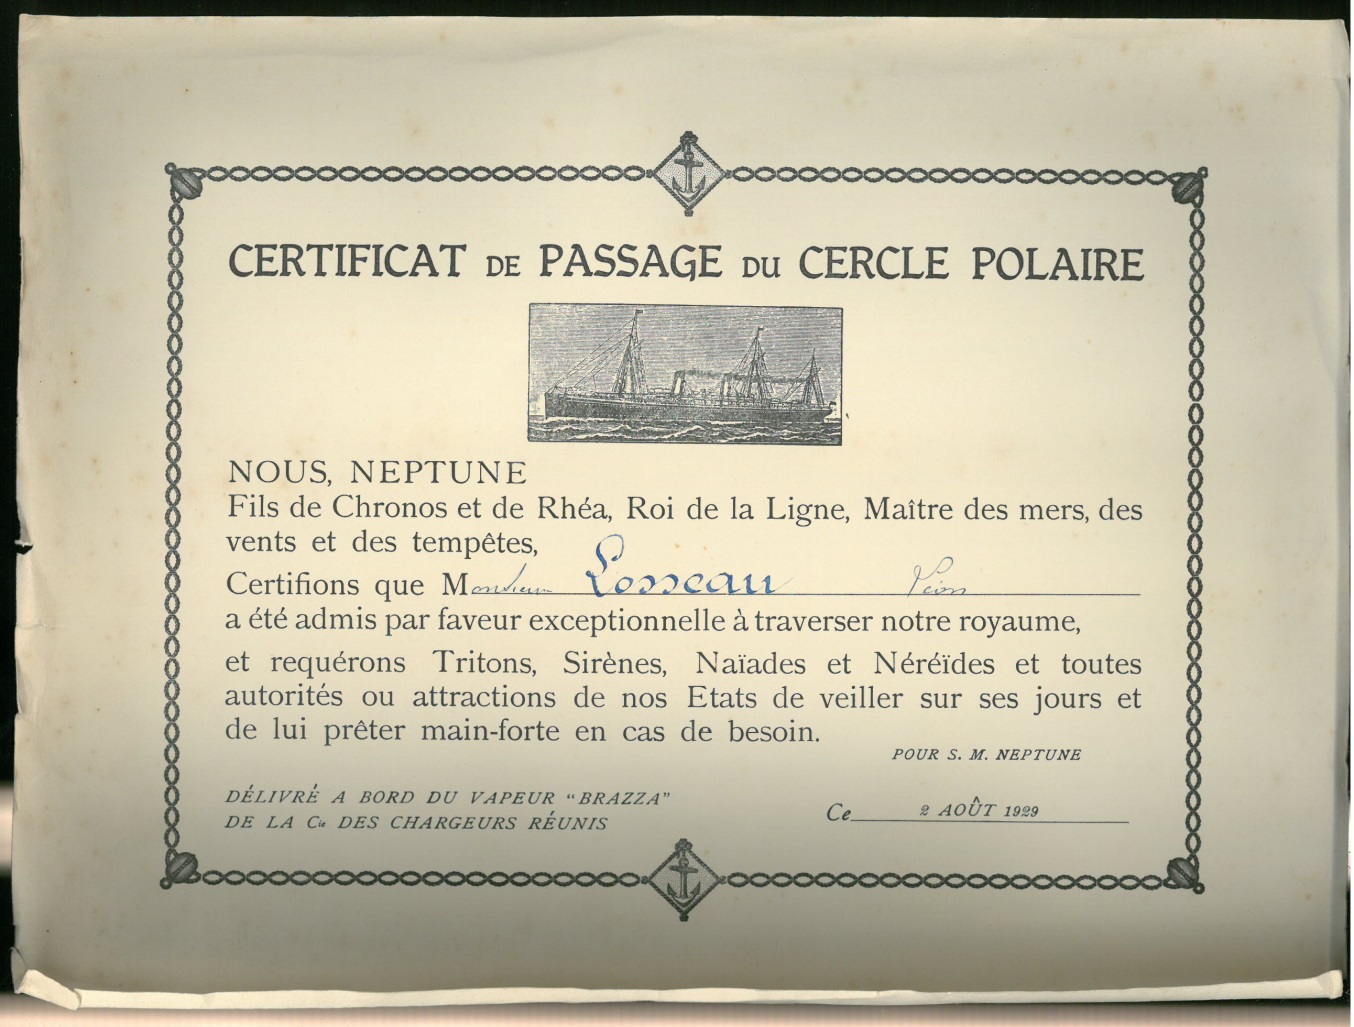 CERTIFICAT DE PASSAGE DU CERCLE POLAIRE
NOUS, NEPTUNE
Fils de Chronos et de Rhéa, Roi de la Ligne, Maître des mers, des
vents et des tempêtes,
Certifions que Monsieur Losseau Léon
a été admis par faveur exceptionnelle à traverser notre royaume,
et requérons Tritons, Sirènes, Naïades et Néréïdes et toutes
autorités ou attractions de nos Etats de veiller sur ses jours et
de lui prêter main-forte en cas de besoin.
POUR S. M. NEPTUNE
DÉLIVRÉ A BORD DU VAPEUR "BRAZZA"
DE LA Cie DES CHARGEURS RÉUNIS
Ce 2 AOÛT 1929